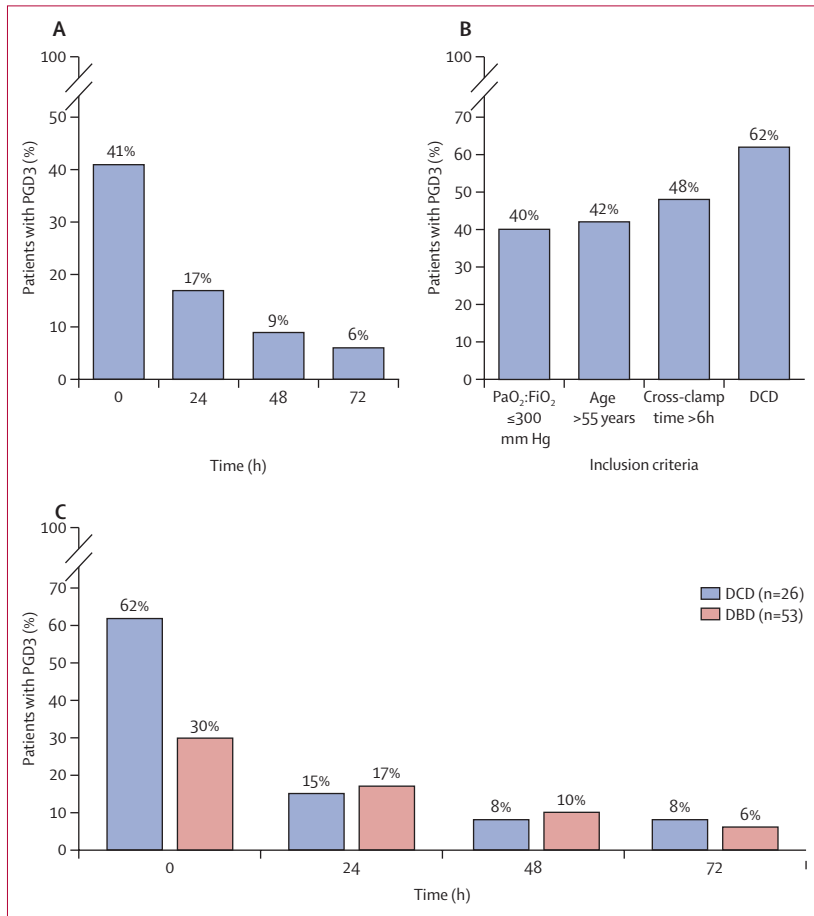 A
100
50
40
30
20
10
0
Patients with PGD3 (%)
41%
17%
9%
6%
0
24
48
72
Time (h)
B
100
70
60
50
40
30
20
10
0
Patients with PGD3 (%)
40%
42%
48%
62%
PaO₂:FiO₂
≤300
mm Hg
Age
>55 years
Cross-clamp
time >6h
DCD
Inclusion criteria
C
100
70
60
50
40
30
20
10
0
Patients with PGD3 (%)
DCD (n=26)
DBD (n=53)
62%
30%
15%
17%
8%
10%
8%
6%
0
24
48
72
Time (h)